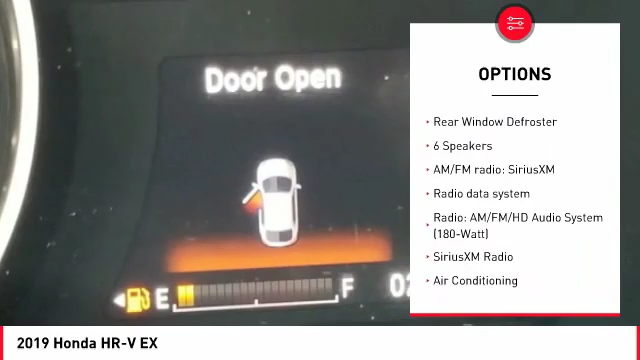 Door Open
E
F
OPTIONS
Rear Window Defroster
6 Speakers
AM/FM radio: SiriusXM
Radio data system
Radio: AM/FM/HD Audio System
(180-Watt)
SiriusXM Radio
Air Conditioning
2019 Honda HR-V EX